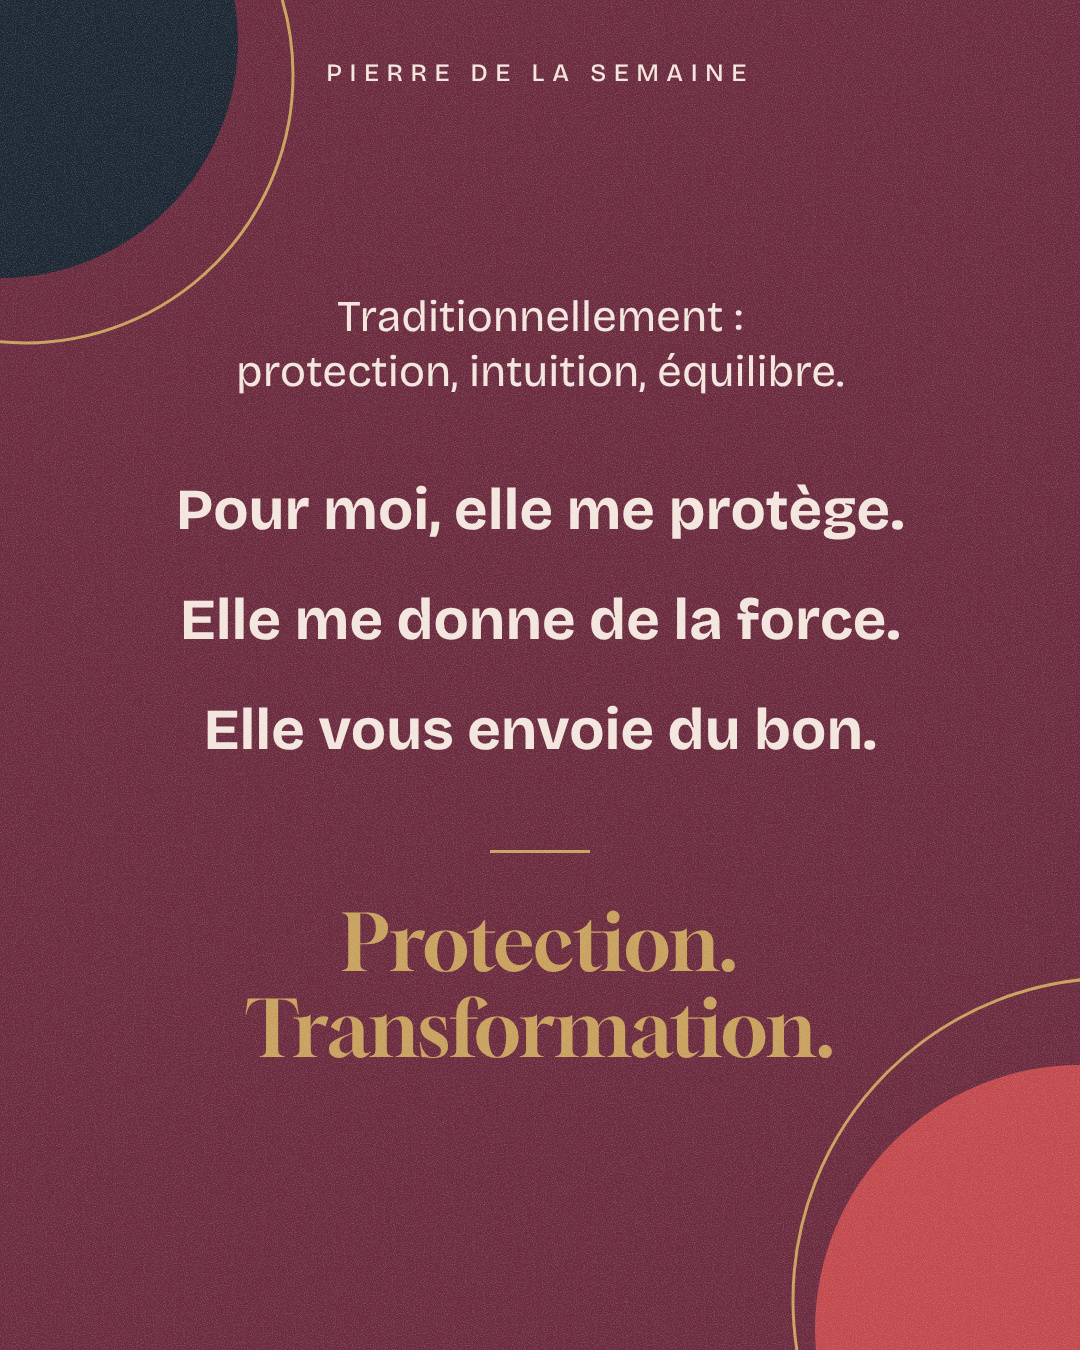 PIERRE DE LA SEMAINE
Traditionnellement :
protection, intuition, équilibre.
Pour moi, elle me protège.
Elle me donne de la force.
Elle vous envoie du bon.
Protection.
Transformation.